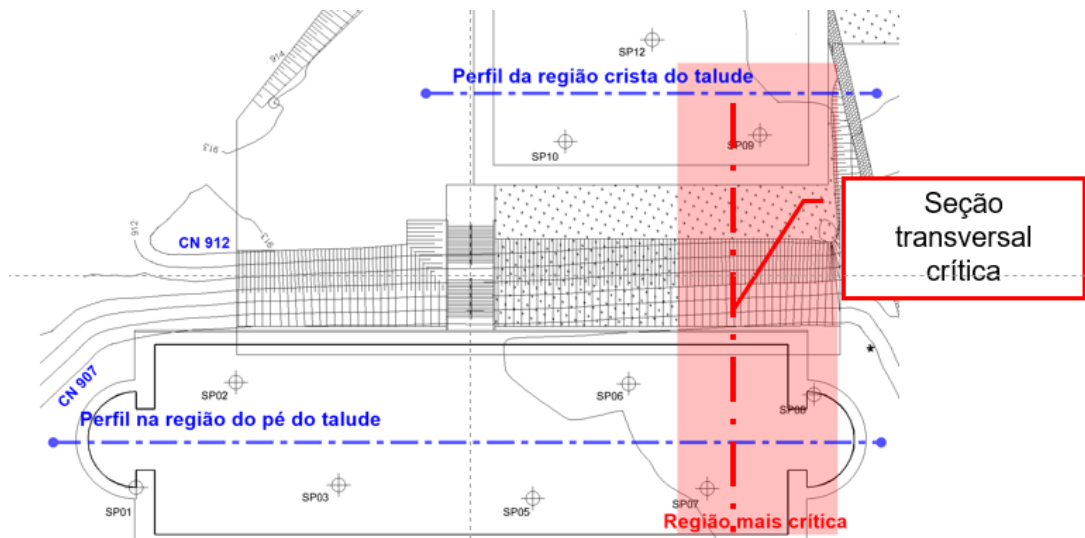 SP12
914
Perfil da região crista do talude
913
SP10
SP09
Seção
transversal
crítica
912
CN 912
913
CN 907
SP02
SP06
SP08
Perfil na região do pé do talude
SP01
SP03
SP05
SP07
Região mais crítica